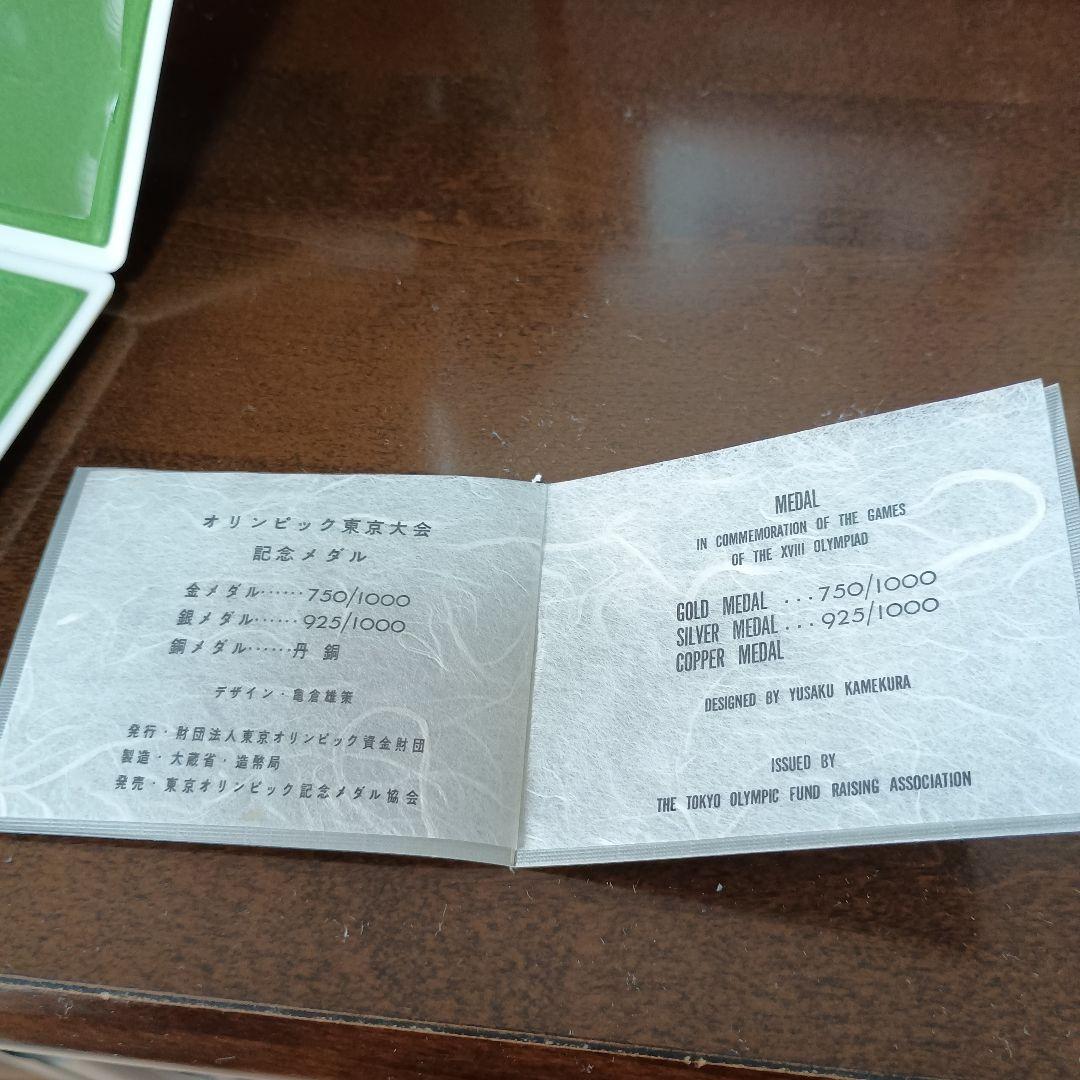 オリンピック東京大会
記念メダル
金メダル……750/1000
銀メダル……925/1000
銅メダル……丹 銅
デザイン・亀倉雄策
発行・財団法人東京オリンピック資金財団
製造・大蔵省・造幣局
発売・東京オリンピック記念メダル協会
MEDAL
IN COMMEMORATION OF THE GAMES
OF THE XVIII OLYMPIAD
GOLD MEDAL ...750/1000
SILVER MEDAL...925/1000
COPPER MEDAL
DESIGNED BY YUSAKU KAMEKURA
ISSUED BY
THE TOKYO OLYMPIC FUND RAISING ASSOCIATION